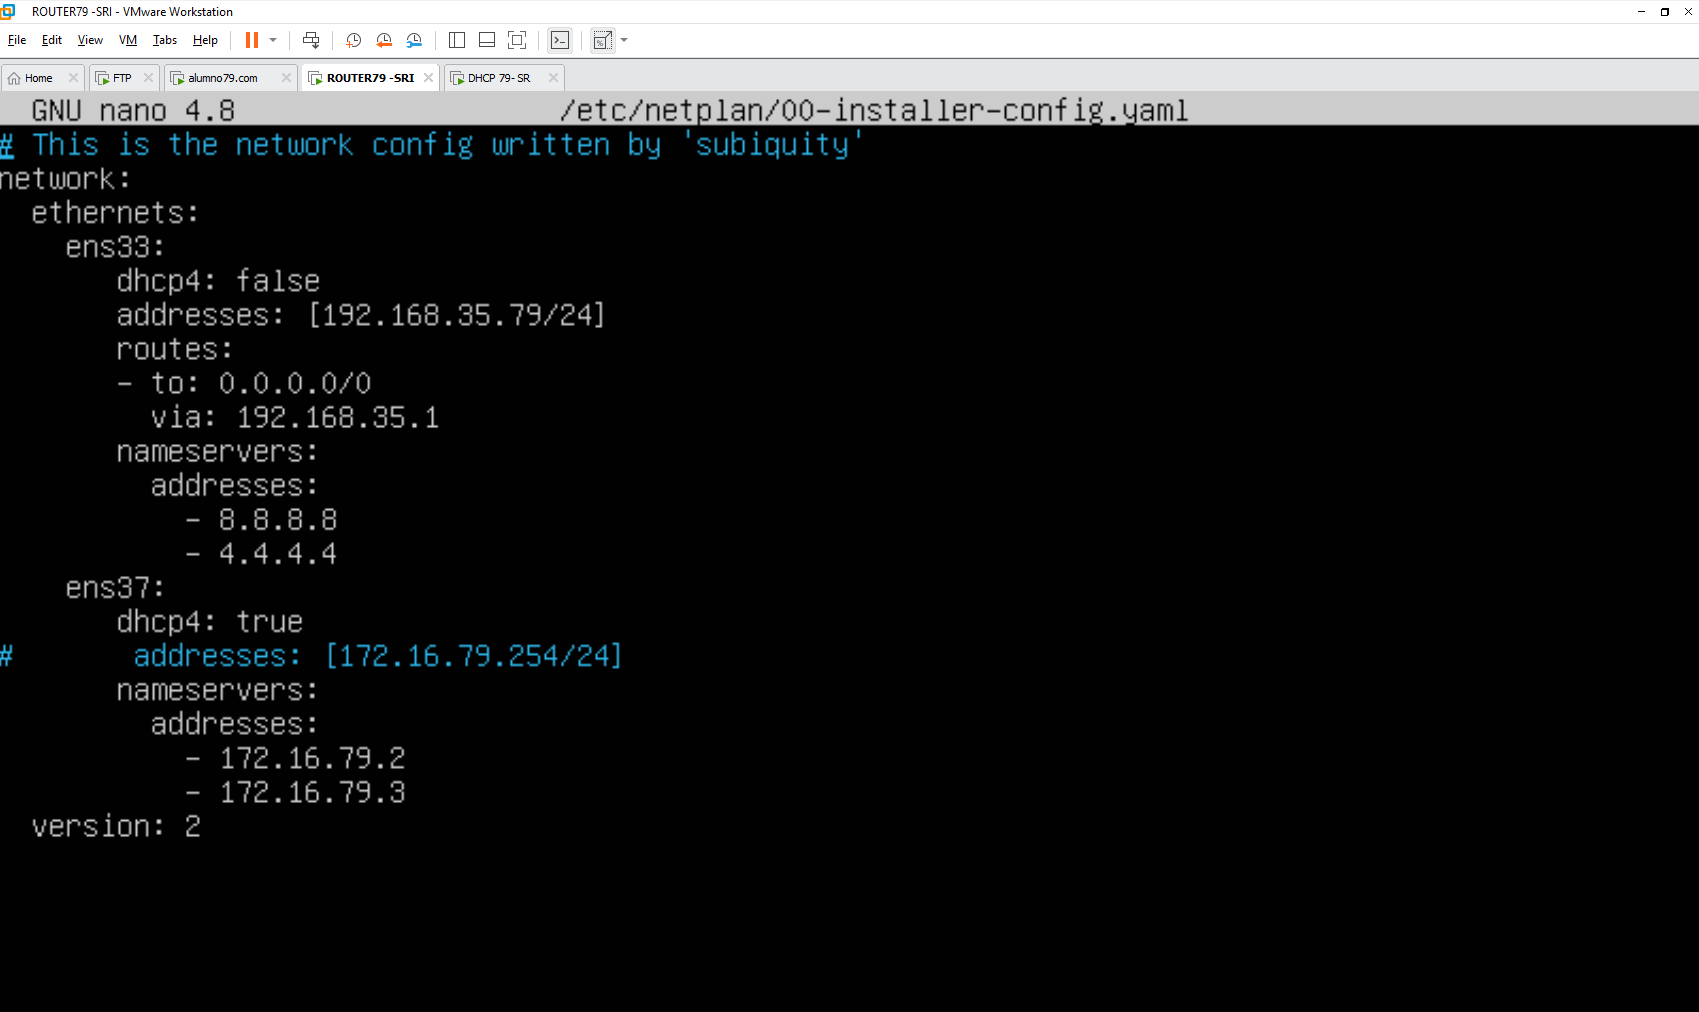 ROUTER79 -SRI - VMware Workstation
File Edit View VM Tabs Help
Home FTP alumno79.com ROUTER79 -SRI DHCP 79- SR
GNU nano 4.8 /etc/netplan/00-installer-config.yaml
# This is the network config written by 'subiquity'
network:
  ethernets:
    ens33:
       dhcp4: false
       addresses: [192.168.35.79/24]
       routes:
       - to: 0.0.0.0/0
         via: 192.168.35.1
       nameservers:
         addresses:
           - 8.8.8.8
           - 4.4.4.4
    ens37:
       dhcp4: true
#       addresses: [172.16.79.254/24]
       nameservers:
         addresses:
           - 172.16.79.2
           - 172.16.79.3
  version: 2